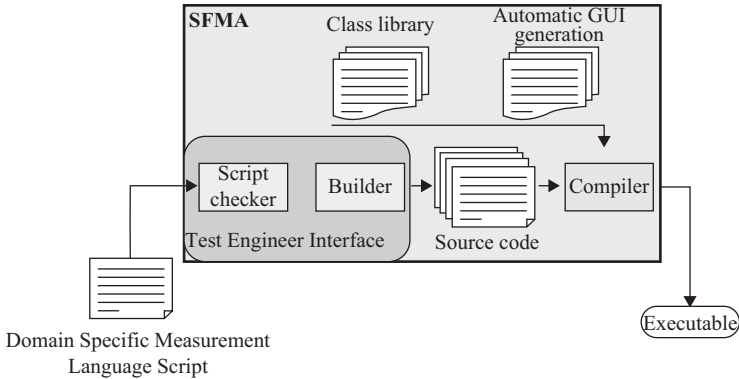 SFMA
Class library
Automatic GUI
generation
Script
checker
Builder
Compiler
Test Engineer Interface
Source code
Domain Specific Measurement
Language Script
Executable